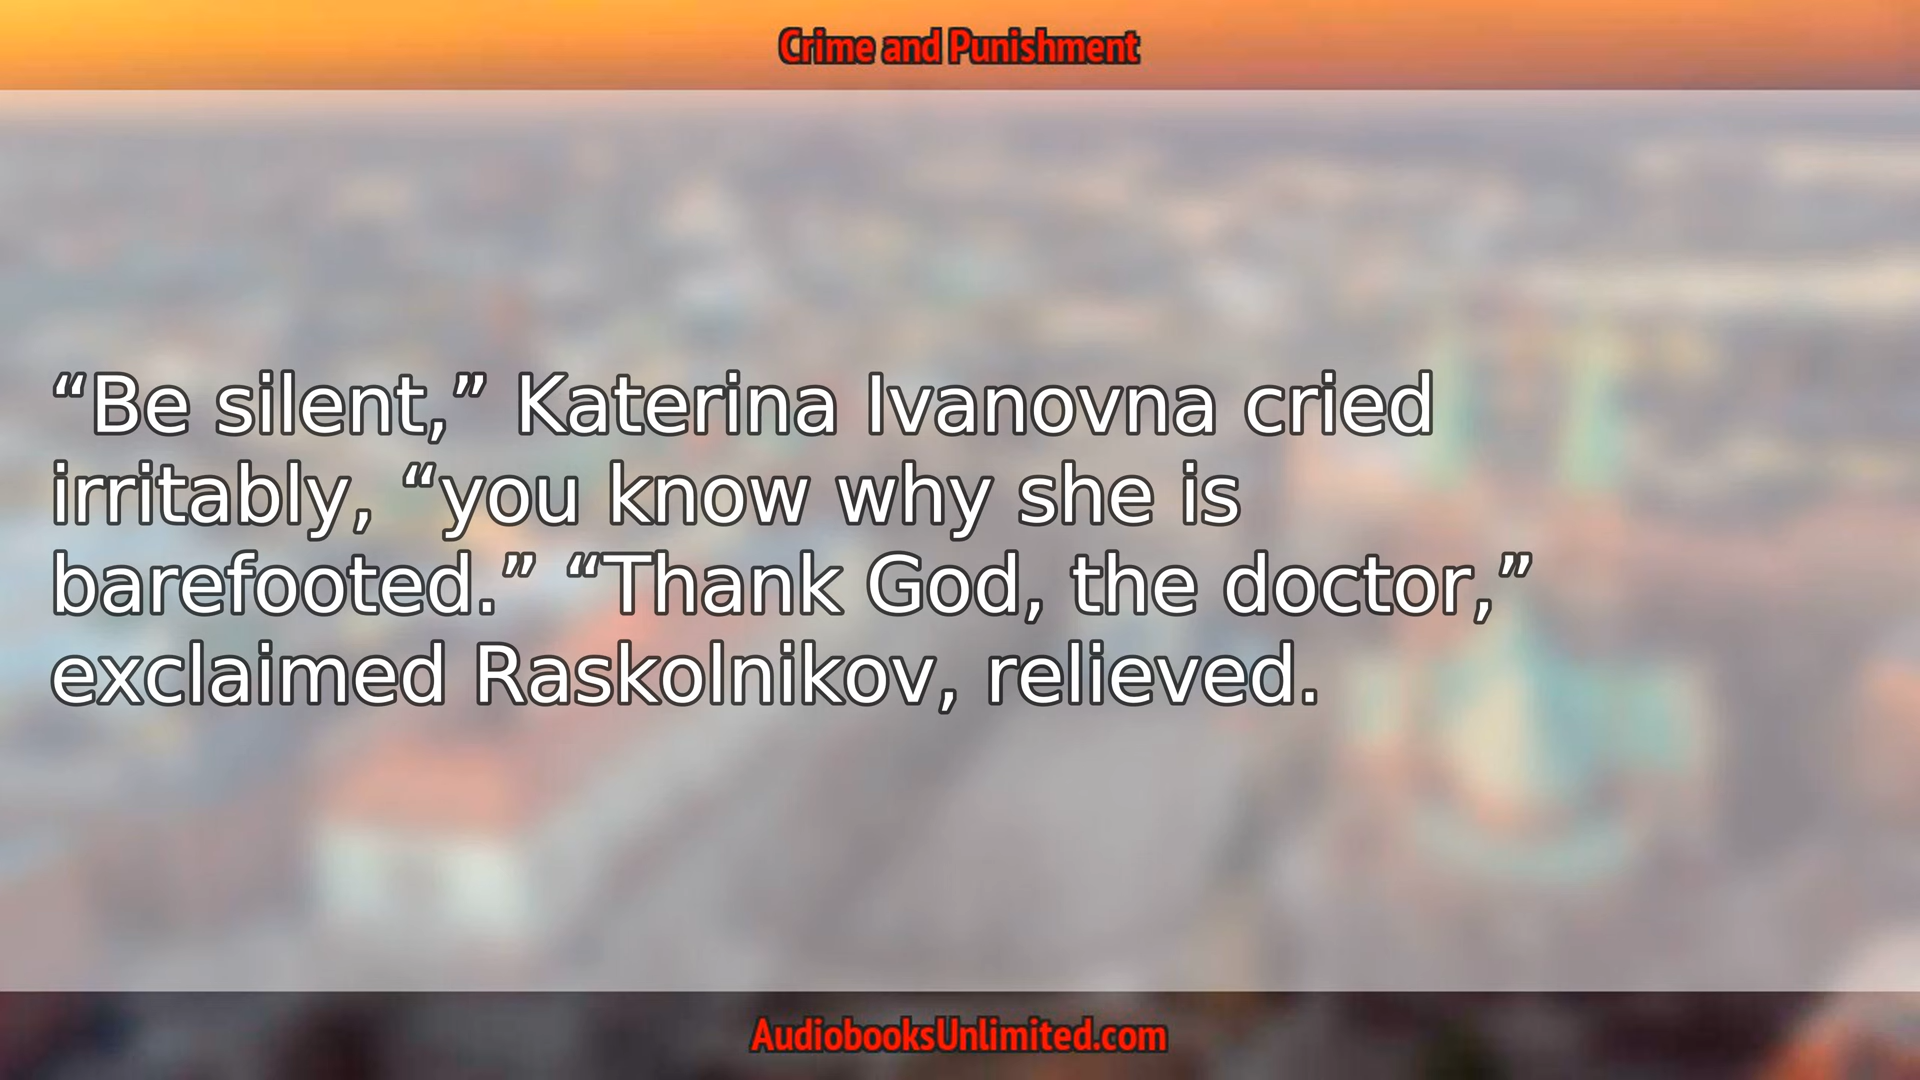 Crime and Punishment
“Be silent,” Katerina Ivanovna cried
irritably, “you know why she is
barefooted.” “Thank God, the doctor,”
exclaimed Raskolnikov, relieved.
AudiobooksUnlimited.com